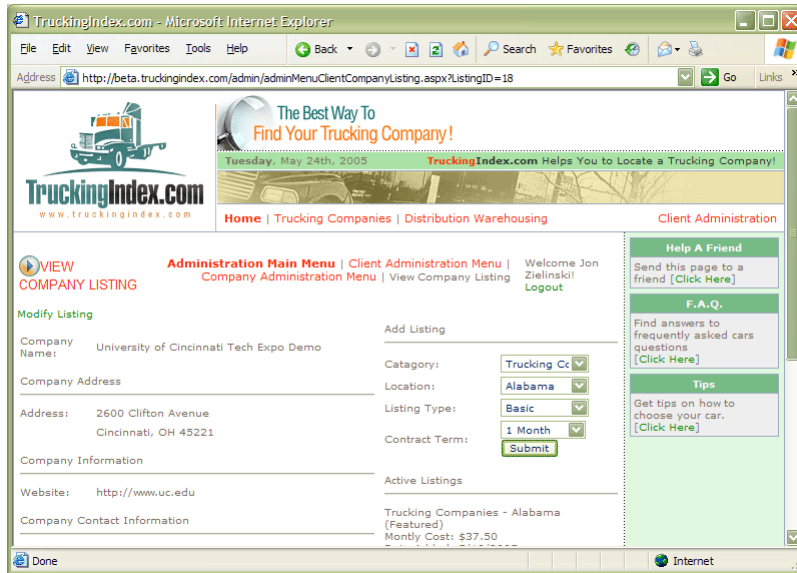 TruckingIndex.com - Microsoft Internet Explorer
File Edit View Favorites Tools Help Back Search Favorites
Address http://beta.truckingindex.com/admin/adminMenuClientCompanyListing.aspx?ListingID=18 Go Links »
TruckingIndex.com
www.truckingindex.com
The Best Way To
Find Your Trucking Company!
Tuesday, May 24th, 2005 TruckingIndex.com Helps You to Locate a Trucking Company!
Home | Trucking Companies | Distribution Warehousing Client Administration
VIEW
COMPANY LISTING
Administration Main Menu | Client Administration Menu |
Company Administration Menu | View Company Listing
Welcome Jon
Zielinski!
Logout
Modify Listing
Company
Name: University of Cincinnati Tech Expo Demo
Company Address
Address: 2600 Clifton Avenue
Cincinnati, OH 45221
Company Information
Website: http://www.uc.edu
Company Contact Information
Add Listing
Catagory: Trucking Cc
Location: Alabama
Listing Type: Basic
Contract Term: 1 Month
Submit
Active Listings
Trucking Companies - Alabama
(Featured)
Montly Cost: $37.50
Help A Friend
Send this page to a
friend [Click Here]
F.A.Q.
Find answers to
frequently asked cars
questions
[Click Here]
Tips
Get tips on how to
choose your car.
[Click Here]
Done Internet